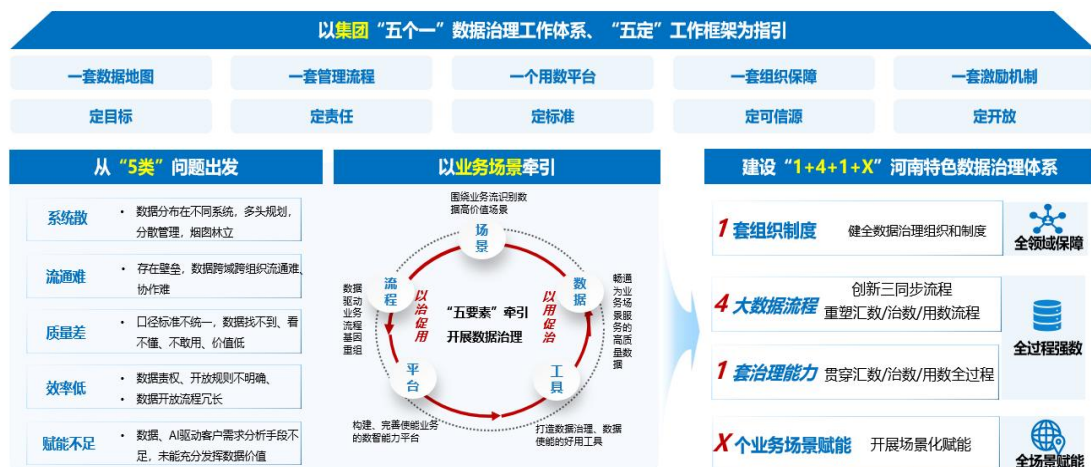 以集团“五个一”数据治理工作体系、“五定”工作框架为指引
一套数据地图
一套管理流程
一个用数平台
一套组织保障
一套激励机制
定目标
定责任
定标准
定可信源
定开放
从“5类”问题出发
系统散
• 数据分布在不同系统，多头规划，
分散管理，烟囱林立
流通难
• 存在壁垒，数据跨域跨组织流通难、
协作难
质量差
• 口径标准不统一，数据找不到、看
不懂、不敢用、价值低
效率低
• 数据责权、开放规则不明确、
• 数据开放流程冗长
赋能不足
• 数据、AI驱动客户需求分析手段不
足，未能充分发挥数据价值
以业务场景牵引
围绕业务流识别数
据高价值场景
场
景
流
程
数
据
平
台
工
具
数据
驱动
业务
流程
基因
重组
以治促用
“五要素”牵引
开展数据治理
以用促治
畅通
为业
务场
景服
务的
高质
量数
据
构建、完善使能业务
的数智能力平台
打造数据治理、数据
使能的好用工具
建设“1+4+1+X”河南特色数据治理体系
1 套组织制度
健全数据治理组织和制度
全领域保障
4 大数据流程
创新三同步流程
重塑汇数/治数/用数流程
1 套治理能力
贯穿汇数/治数/用数全过程
全过程强数
X 个业务场景赋能
开展场景化赋能
全场景赋能